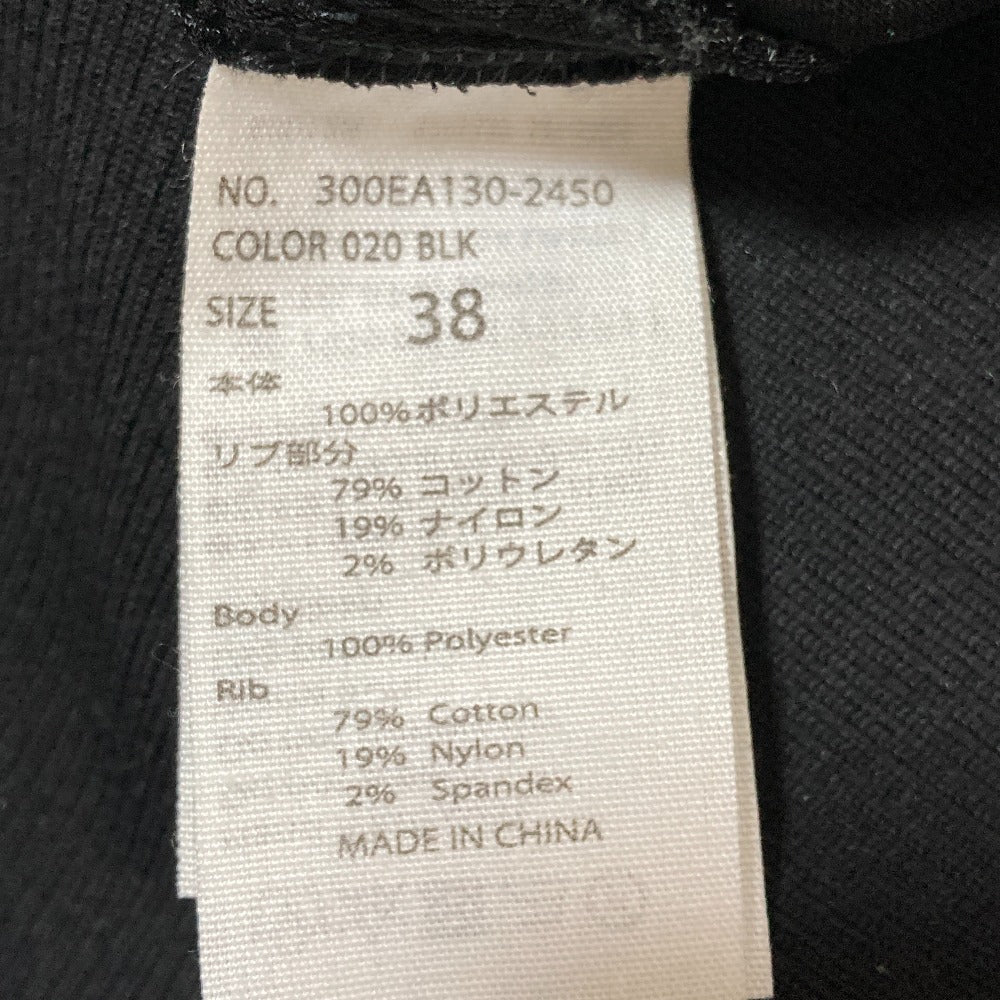 NO. 300EA130-2450
COLOR 020 BLK
SIZE 38
本体
100%ポリエステル
リブ部分
79% コットン
19% ナイロン
2% ポリウレタン
Body
100% Polyester
Rib
79% Cotton
19% Nylon
2% Spandex
MADE IN CHINA